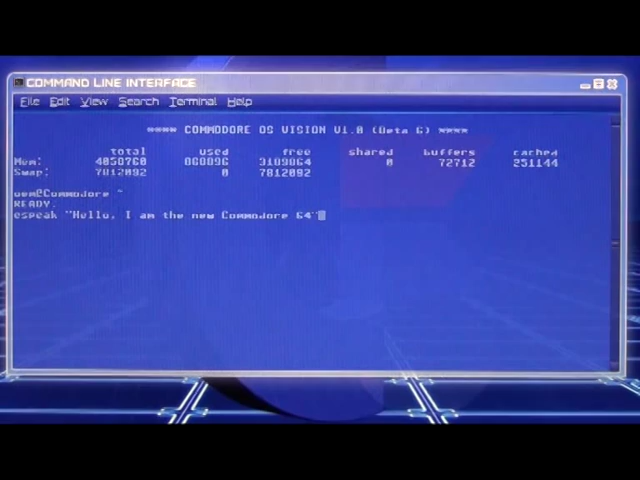 COMMAND LINE INTERFACE
File Edit View Search Terminal Help
**** COMMODORE OS VISION V1.0 (Beta 6) ****
total used free shared buffers cached
Mem: 4050760 860896 3189864 0 72712 251144
Swap: 7812092 0 7812092
oem@Commodore ~
READY.
espeak "Hello, I am the new Commodore 64"